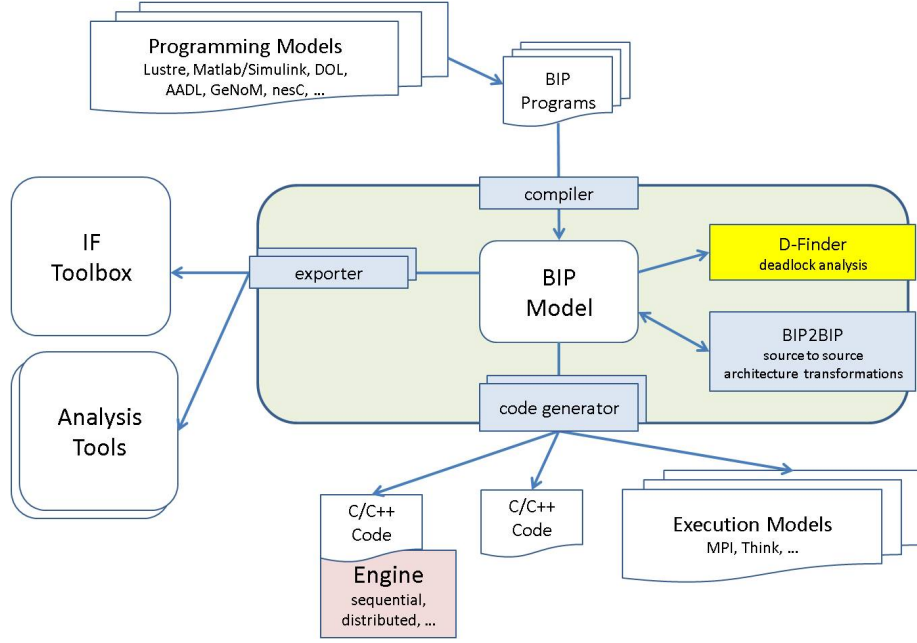 Programming Models
Lustre, Matlab/Simulink, DOL,
AADL, GeNoM, nesC, ...
BIP
Programs
compiler
IF
Toolbox
exporter
BIP
Model
D-Finder
deadlock analysis
BIP2BIP
source to source
architecture transformations
Analysis
Tools
code generator
C/C++
Code
Engine
sequential,
distributed, ...
C/C++
Code
Execution Models
MPI, Think, ...